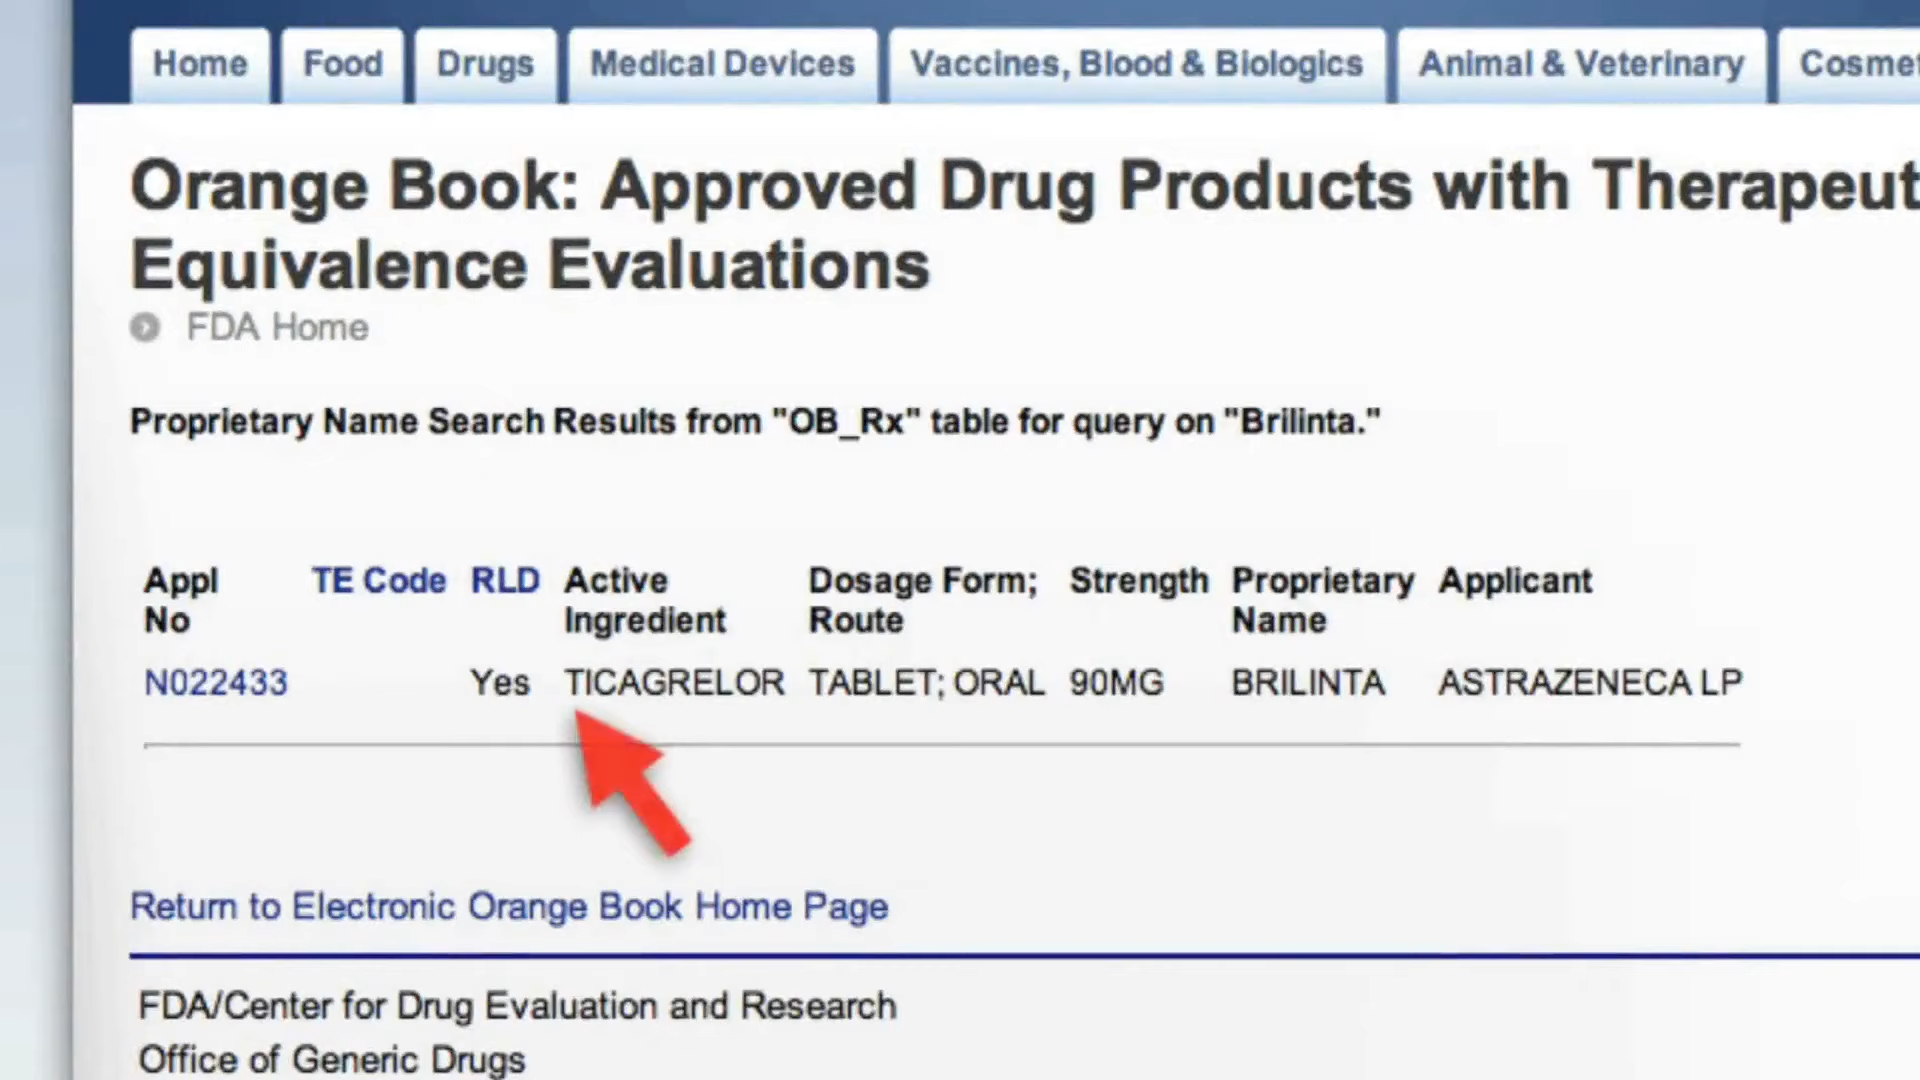 Home Food Drugs Medical Devices Vaccines, Blood & Biologics Animal & Veterinary
Orange Book: Approved Drug Products with
Equivalence Evaluations
FDA Home
Proprietary Name Search Results from "OB_Rx" table for query on "Brilinta."
Appl No TE Code RLD Active Ingredient Dosage Form; Route Strength Proprietary Name Applicant
N022433 Yes TICAGRELOR TABLET; ORAL 90MG BRILINTA ASTRAZENECA LP
Return to Electronic Orange Book Home Page
FDA/Center for Drug Evaluation and Research
Office of Generic Drugs